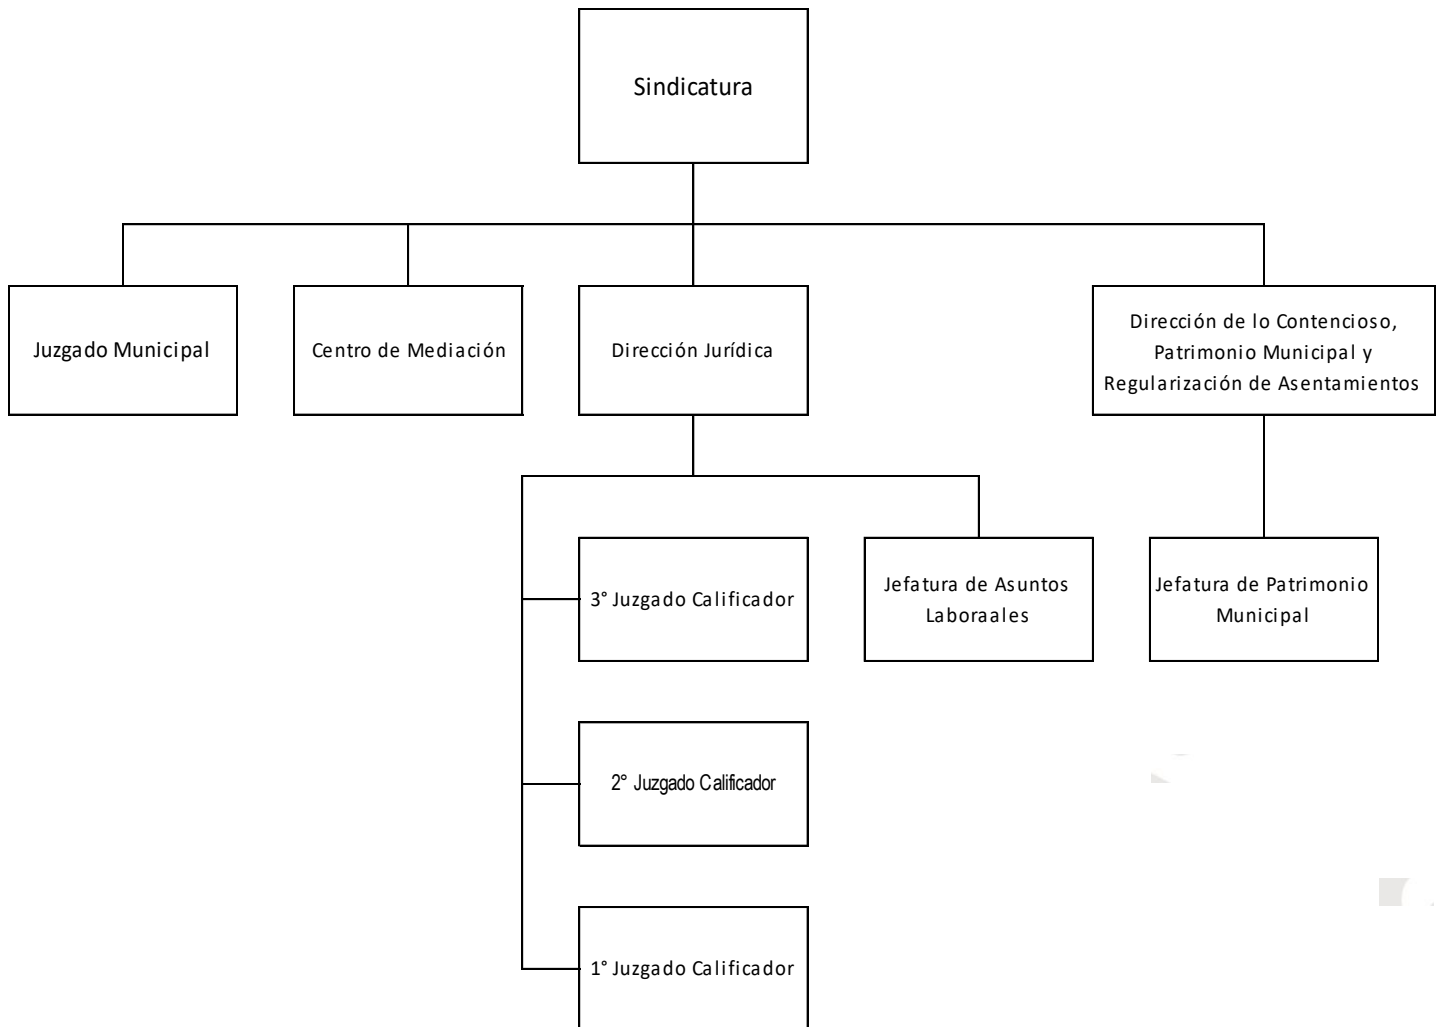 Sindicatura
Juzgado Municipal
Centro de Mediación
Dirección Jurídica
Dirección de lo Contencioso,
Patrimonio Municipal y
Regularización de Asentamientos
3° Juzgado Calificador
Jefatura de Asuntos
Laboraales
Jefatura de Patrimonio
Municipal
2° Juzgado Calificador
1° Juzgado Calificador